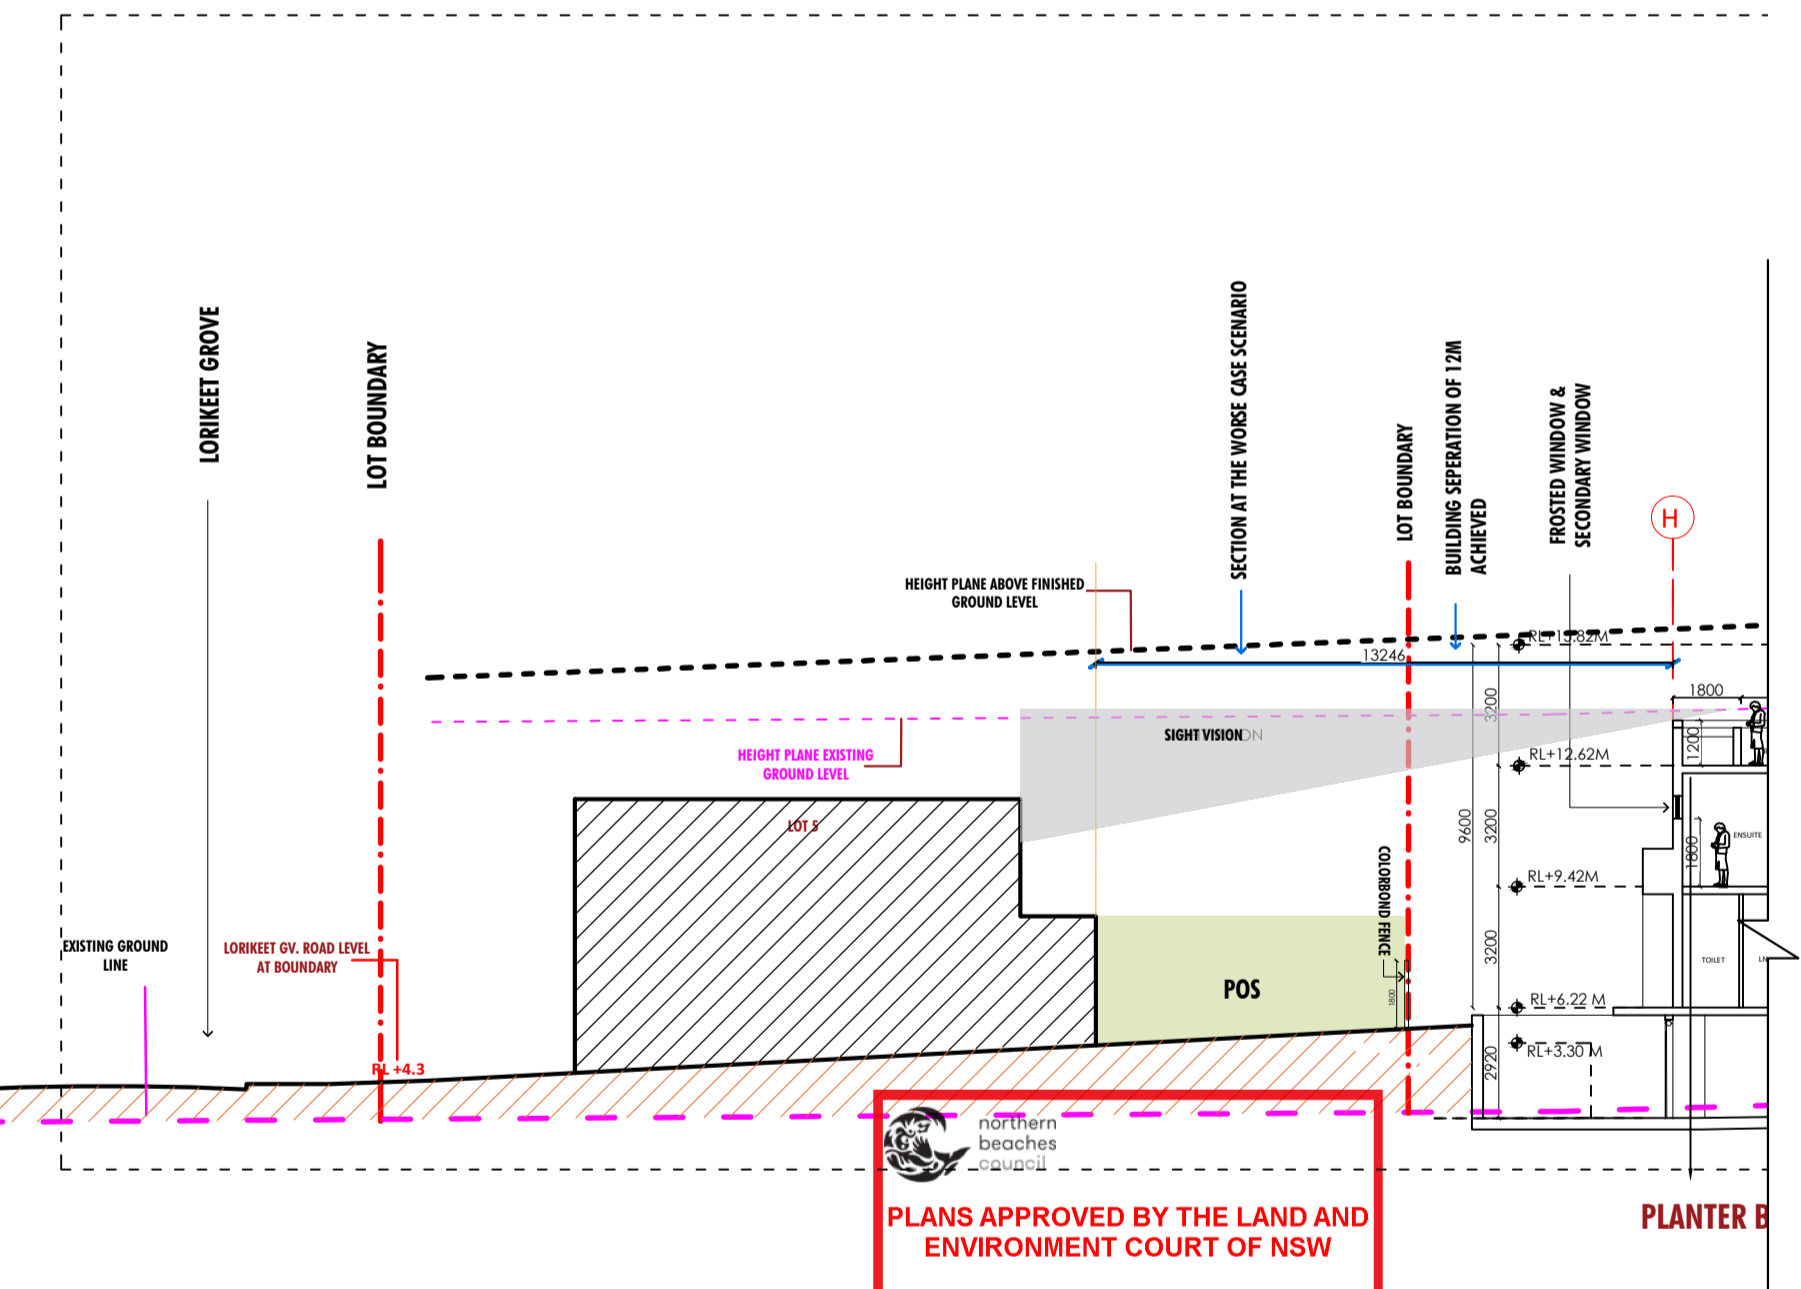 LORIKEET GROVE
LOT BOUNDARY
SECTION AT THE WORSE CASE SCENARIO
LOT BOUNDARY
BUILDING SEPERATION OF 12M
ACHIEVED
FROSTED WINDOW &
SECONDARY WINDOW
H
HEIGHT PLANE ABOVE FINISHED
GROUND LEVEL
RL+15.82M
13246
1800
3200
SIGHT VISION
HEIGHT PLANE EXISTING
GROUND LEVEL
RL+12.62M
1200
LOT 5
9600
3200
1800
ENSUITE
COLORBOND FENCE
RL+9.42M
EXISTING GROUND
LINE
LORIKEET GV. ROAD LEVEL
AT BOUNDARY
3200
TOILET
POS
1800
RL+6.22 M
RL+3.30 M
2920
RL +4.3
northern
beaches
council
PLANS APPROVED BY THE LAND AND
ENVIRONMENT COURT OF NSW
PLANTER B